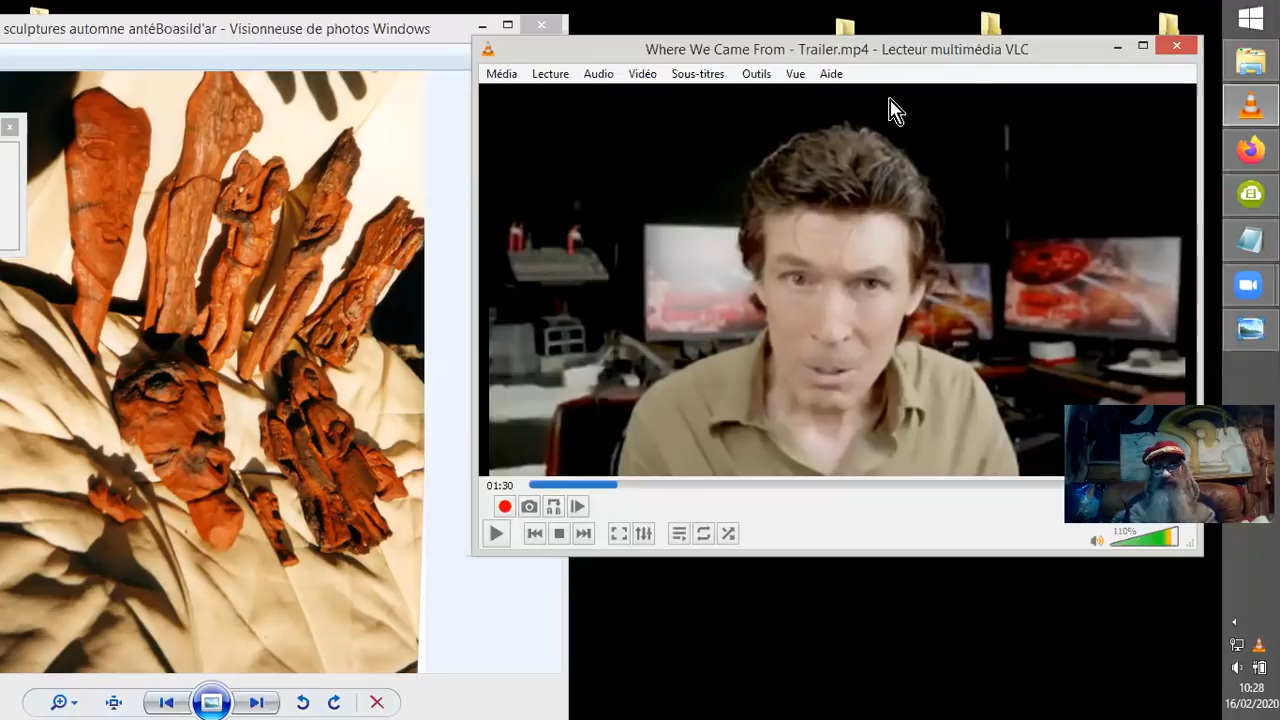 sculptures automne antéBoasild'ar - Visionneuse de photos Windows
Where We Came From - Trailer.mp4 - Lecteur multimédia VLC
Média Lecture Audio Vidéo Sous-titres Outils Vue Aide
01:30
110%
10:28
16/02/2020